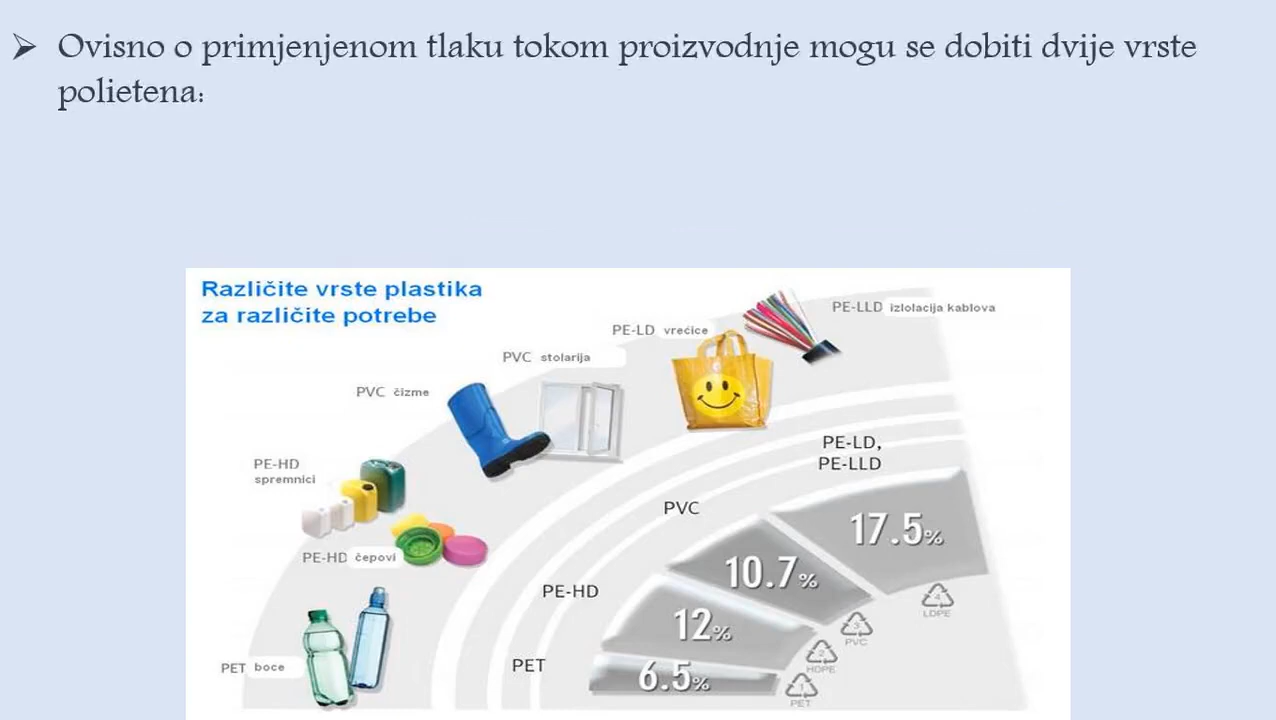 Ovisno o primjenjenom tlaku tokom proizvodnje mogu se dobiti dvije vrste
polietena:
Različite vrste plastika
za različite potrebe
PE-LLD izlolacija kablova
PE-LD vrećice
PVC stolarija
PVC čizme
PE-HD
spremnici
PE-HD čepovi
PET boce
PE-LD,
PE-LLD
PVC
PE-HD
PET
17.5%
10.7%
12%
6.5%
4
LDPE
3
PVC
2
HDPE
1
PET